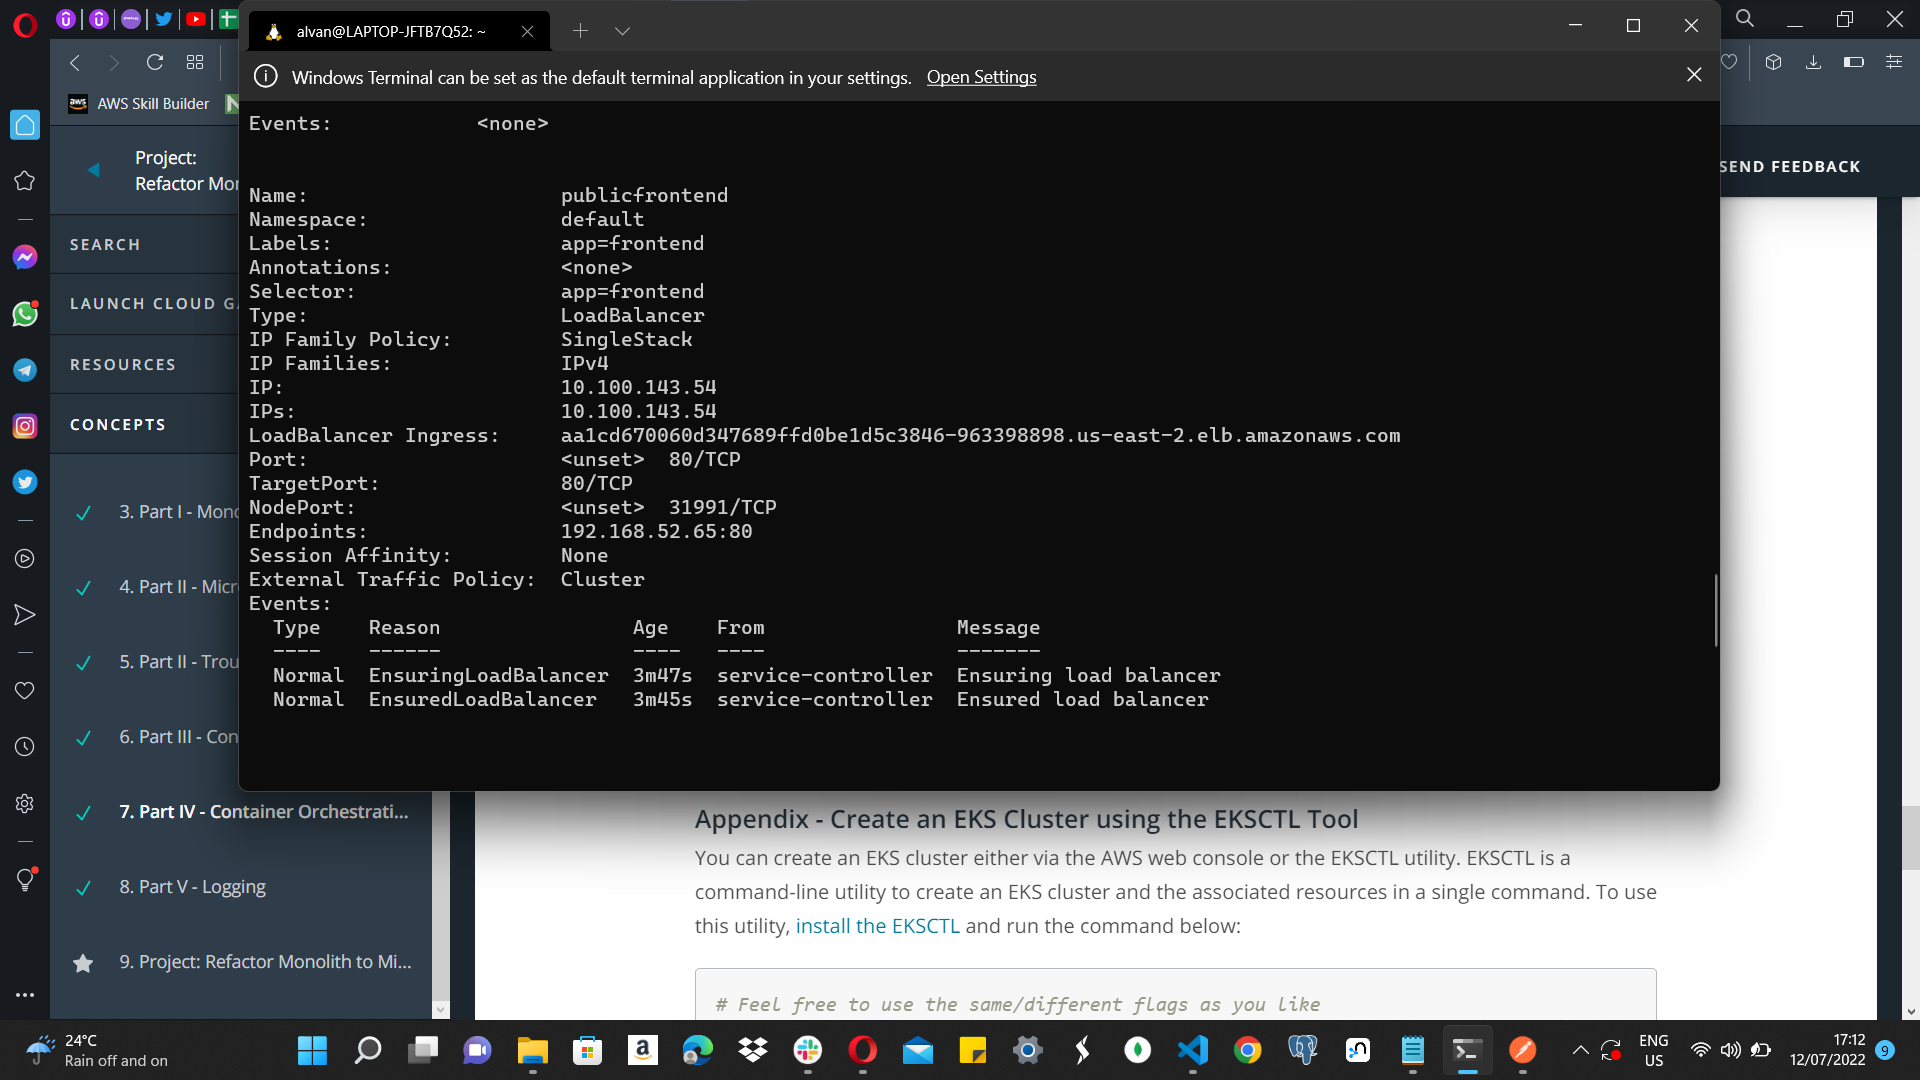 alvan@LAPTOP-JFTB7Q52: ~
Windows Terminal can be set as the default terminal application in your settings. Open Settings
aws AWS Skill Builder
Project:
Refactor Mon
SEND FEEDBACK
SEARCH
LAUNCH CLOUD GA
RESOURCES
CONCEPTS
3. Part I - Mono
4. Part II - Micr
5. Part II - Trou
6. Part III - Con
7. Part IV - Container Orchestrati...
8. Part V - Logging
9. Project: Refactor Monolith to Mi...
Events: <none>
Name: publicfrontend
Namespace: default
Labels: app=frontend
Annotations: <none>
Selector: app=frontend
Type: LoadBalancer
IP Family Policy: SingleStack
IP Families: IPv4
IP: 10.100.143.54
IPs: 10.100.143.54
LoadBalancer Ingress: aa1cd670060d347689ffd0be1d5c3846-963398898.us-east-2.elb.amazonaws.com
Port: <unset> 80/TCP
TargetPort: 80/TCP
NodePort: <unset> 31991/TCP
Endpoints: 192.168.52.65:80
Session Affinity: None
External Traffic Policy: Cluster
Events:
Type Reason Age From Message
---- ------ ---- ---- -------
Normal EnsuringLoadBalancer 3m47s service-controller Ensuring load balancer
Normal EnsuredLoadBalancer 3m45s service-controller Ensured load balancer
Appendix - Create an EKS Cluster using the EKSCTL Tool
You can create an EKS cluster either via the AWS web console or the EKSCTL utility. EKSCTL is a
command-line utility to create an EKS cluster and the associated resources in a single command. To use
this utility, install the EKSCTL and run the command below:
# Feel free to use the same/different flags as you like
24°C
Rain off and on
ENG
US
17:12
12/07/2022
9